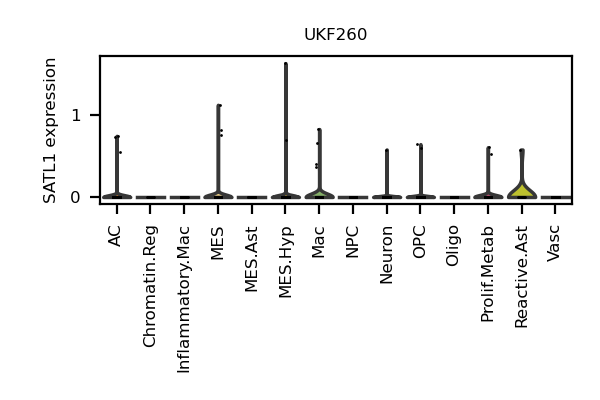 UKF260
SATL1 expression
1
0
AC
Chromatin.Reg
Inflammatory.Mac
MES
MES.Ast
MES.Hyp
Mac
NPC
Neuron
OPC
Oligo
Prolif.Metab
Reactive.Ast
Vasc